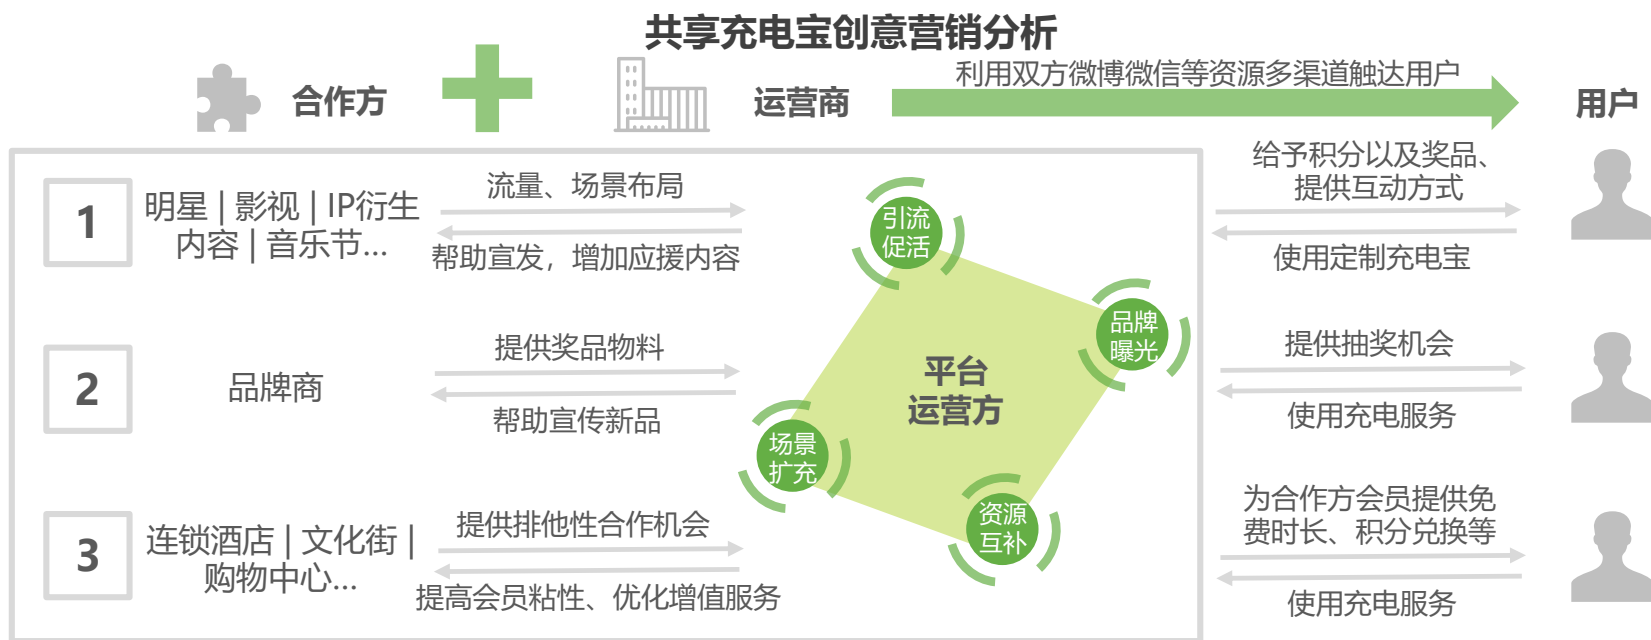 共享充电宝创意营销分析
合作方
运营商
利用双方微博微信等资源多渠道触达用户
用户
1
明星 | 影视 | IP衍生
内容 | 音乐节...
流量、场景布局
帮助宣发，增加应援内容
引流
促活
给予积分以及奖品、
提供互动方式
使用定制充电宝
2
品牌商
提供奖品物料
帮助宣传新品
品牌
曝光
平台
运营方
提供抽奖机会
使用充电服务
场景
扩充
3
连锁酒店 | 文化街 |
购物中心...
提供排他性合作机会
提高会员粘性、优化增值服务
资源
互补
为合作方会员提供免
费时长、积分兑换等
使用充电服务